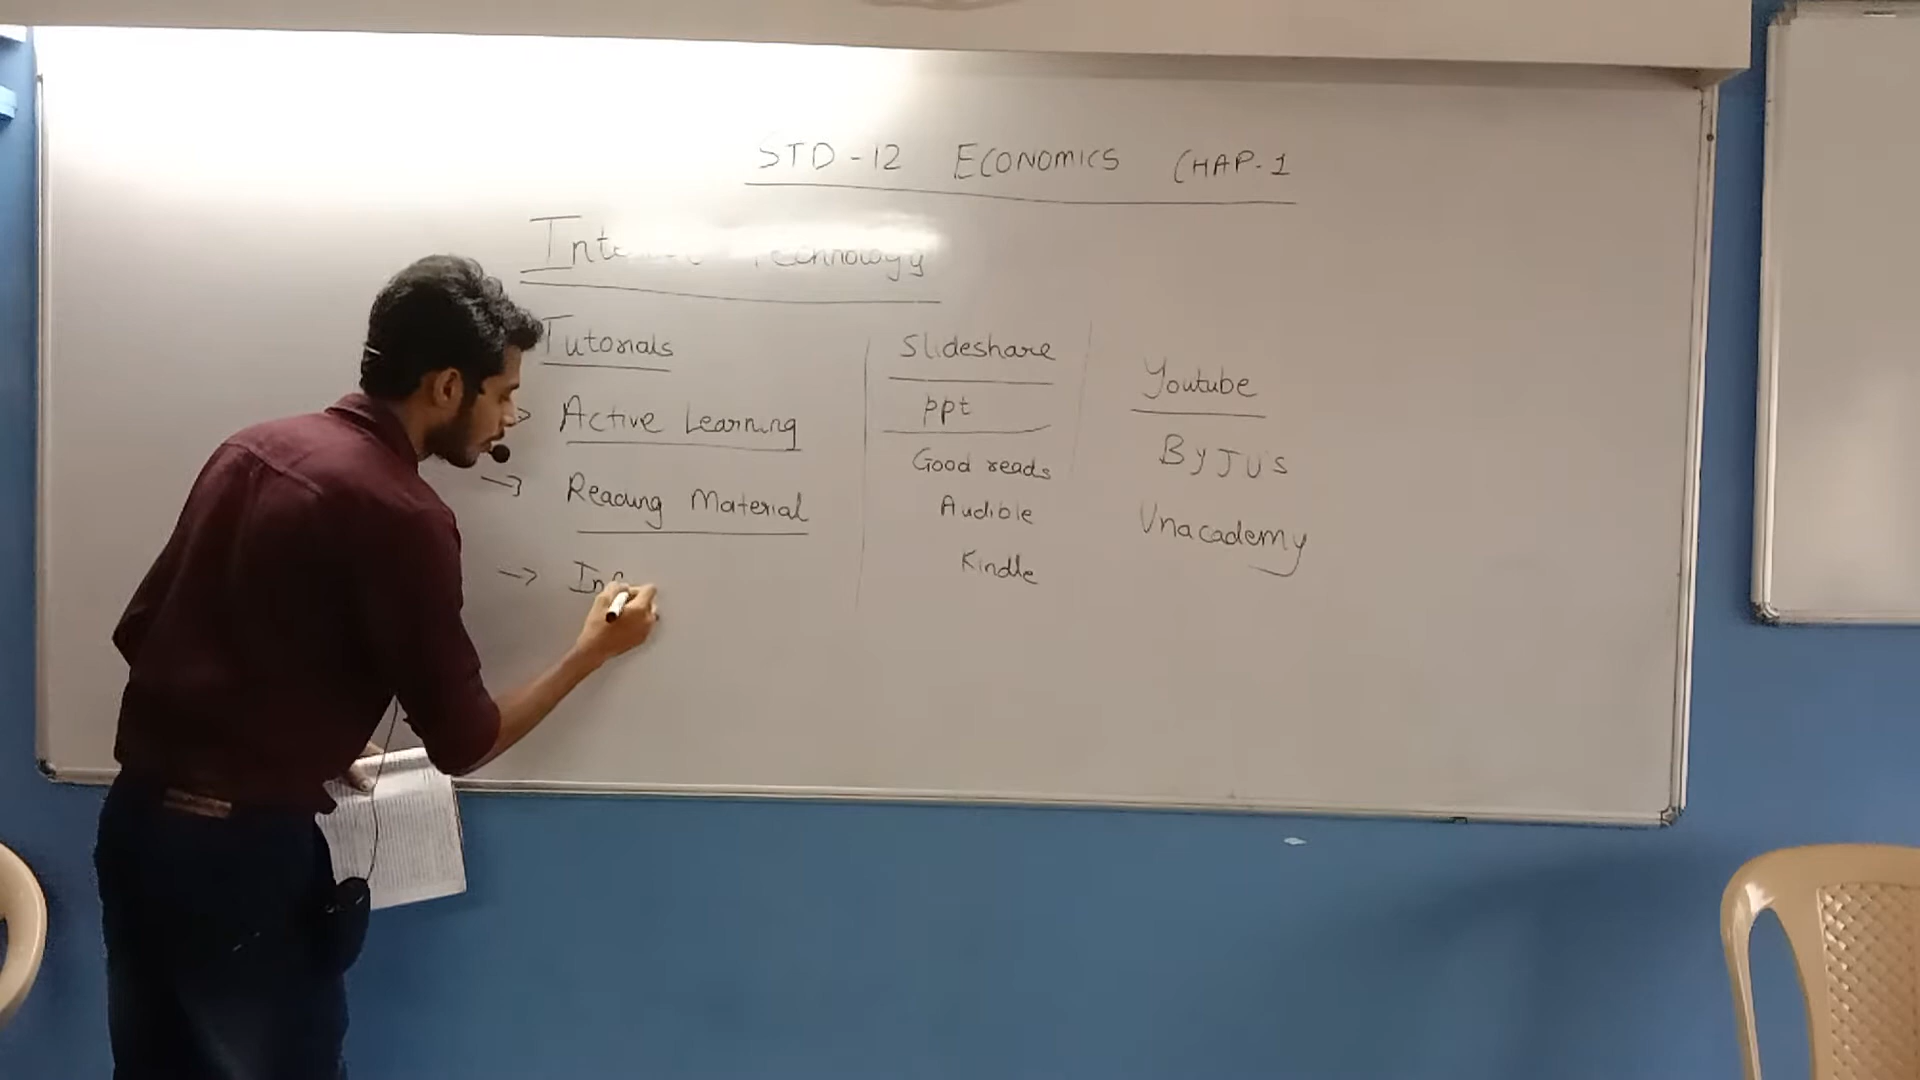 STD-12 ECONOMICS CHAP-1
Technology
Tutorials
→ Active Learning
→ Reading Material
→
Slideshare
ppt
Good reads
Audible
Kindle
Youtube
ByJU's
Unacademy